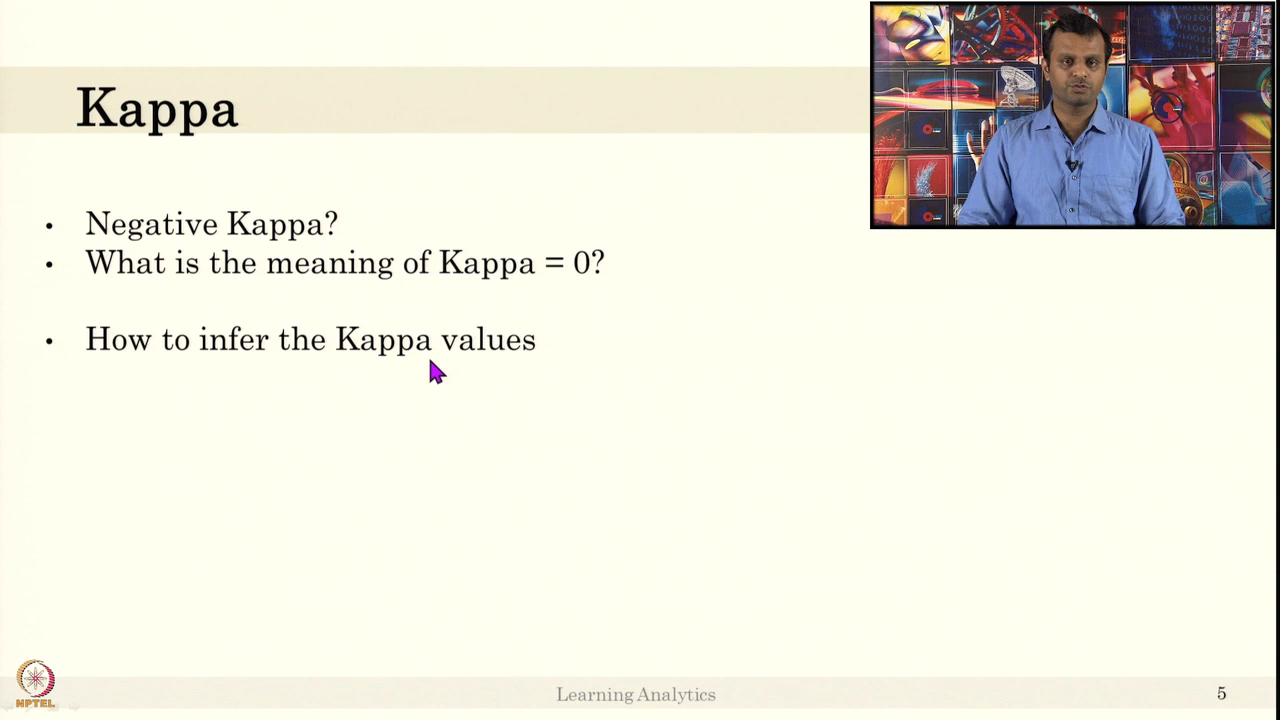 Kappa
• Negative Kappa?
• What is the meaning of Kappa = 0?
• How to infer the Kappa values
NPTEL
Learning Analytics
5